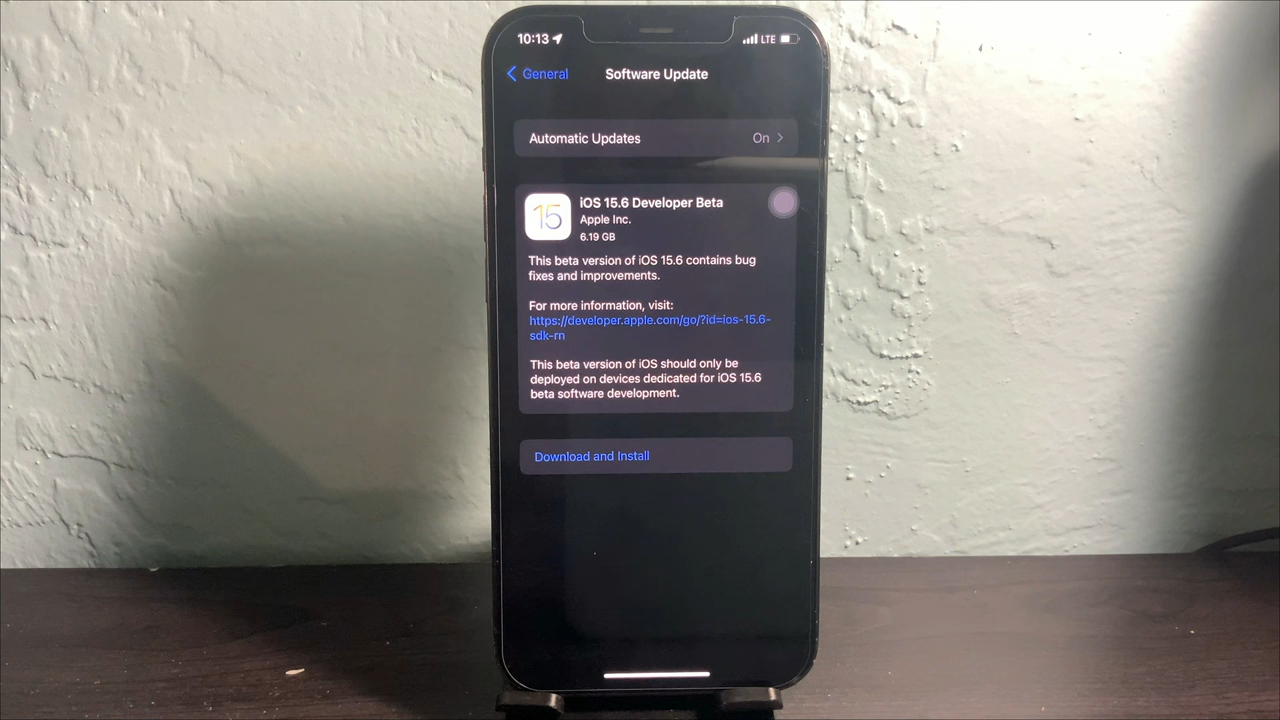 10:13
LTE
General
Software Update
Automatic Updates
On
15
iOS 15.6 Developer Beta
Apple Inc.
6.19 GB
This beta version of iOS 15.6 contains bug
fixes and improvements.
For more information, visit:
https://developer.apple.com/go/?id=ios-15.6-
sdk-rn
This beta version of iOS should only be
deployed on devices dedicated for iOS 15.6
beta software development.
Download and Install